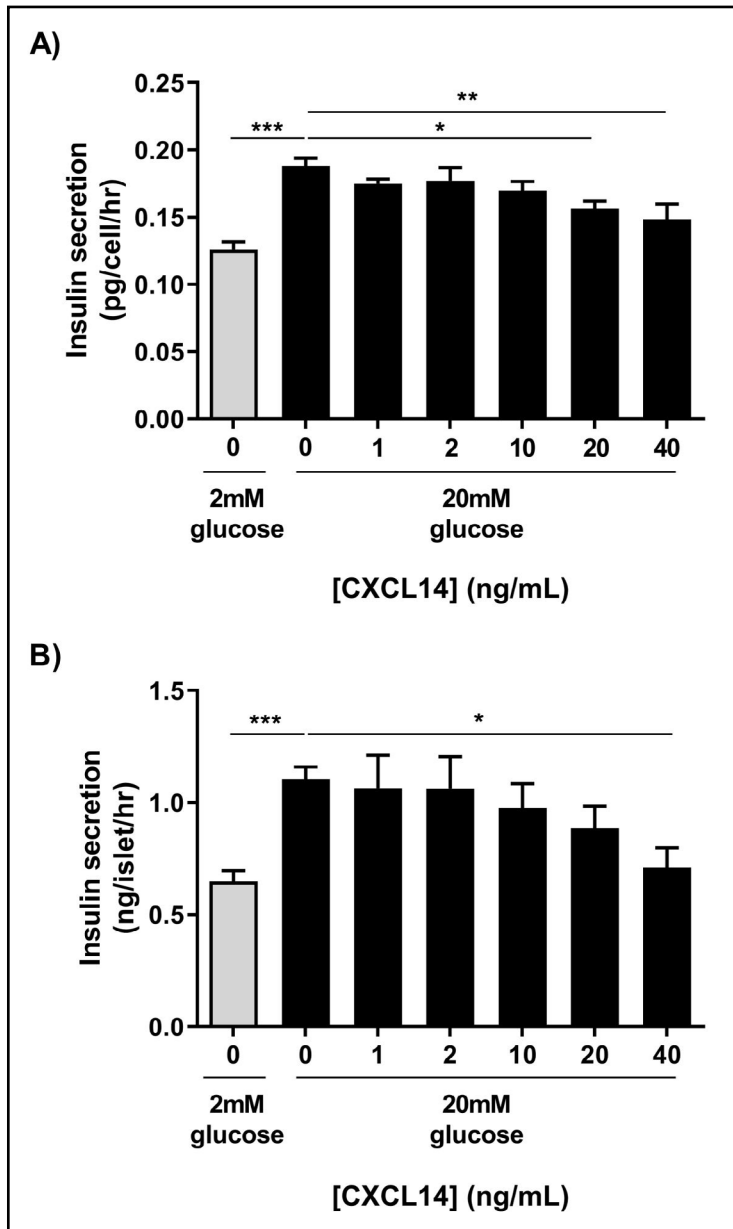 A)
Insulin secretion
(pg/cell/hr)
0.25
0.20
0.15
0.10
0.05
0.00
***
*
**
0 0 1 2 10 20 40
2mM
glucose
20mM
glucose
[CXCL14] (ng/mL)
B)
Insulin secretion
(ng/islet/hr)
1.5
1.0
0.5
0.0
***
*
0 0 1 2 10 20 40
2mM
glucose
20mM
glucose
[CXCL14] (ng/mL)